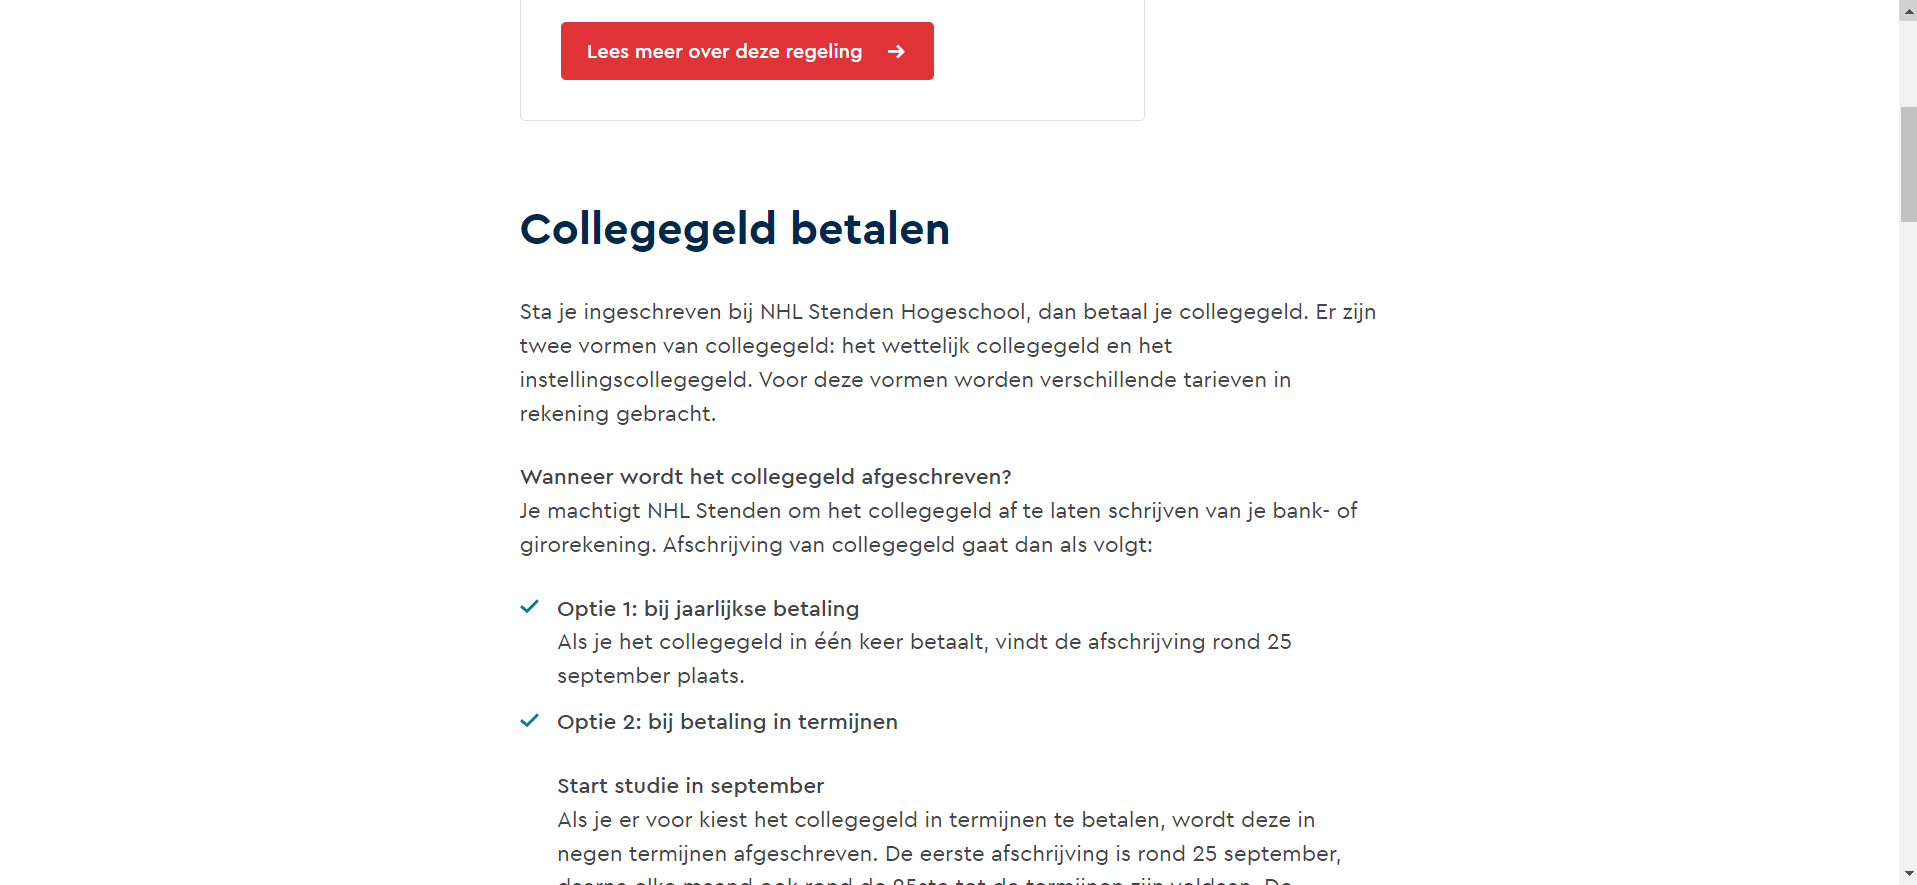 Lees meer over deze regeling
Collegegeld betalen
Sta je ingeschreven bij NHL Stenden Hogeschool, dan betaal je collegegeld. Er zijn
twee vormen van collegegeld: het wettelijk collegegeld en het
instellingscollegegeld. Voor deze vormen worden verschillende tarieven in
rekening gebracht.
Wanneer wordt het collegegeld afgeschreven?
Je machtigt NHL Stenden om het collegegeld af te laten schrijven van je bank- of
girorekening. Afschrijving van collegegeld gaat dan als volgt:
Optie 1: bij jaarlijkse betaling
Als je het collegegeld in één keer betaalt, vindt de afschrijving rond 25
september plaats.
Optie 2: bij betaling in termijnen
Start studie in september
Als je er voor kiest het collegegeld in termijnen te betalen, wordt deze in
negen termijnen afgeschreven. De eerste afschrijving is rond 25 september,